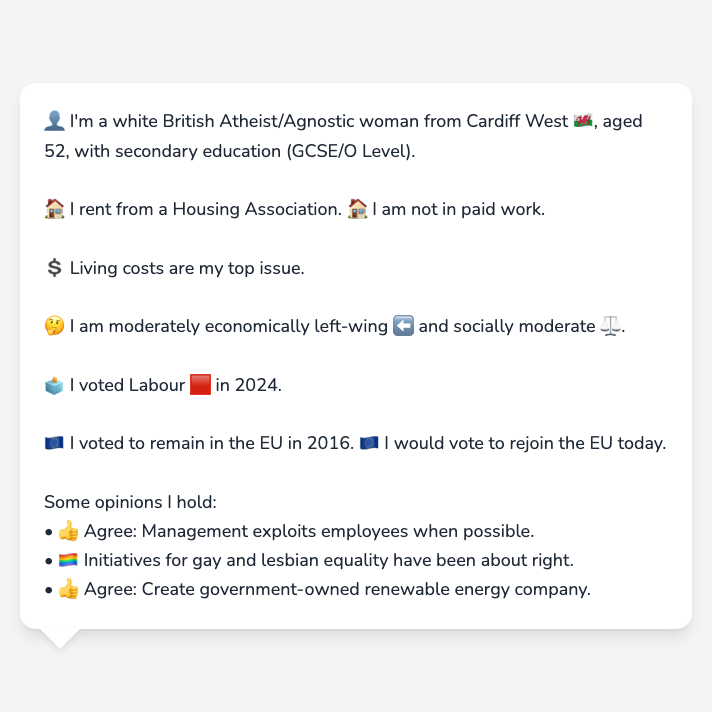 👤 I'm a white British Atheist/Agnostic woman from Cardiff West 🏴󠁧󠁢󠁷󠁬󠁳󠁿, aged
52, with secondary education (GCSE/O Level).
🏠 I rent from a Housing Association. 🏠 I am not in paid work.
💲 Living costs are my top issue.
🤔 I am moderately economically left-wing ⬅️ and socially moderate ⚖️.
🗳️ I voted Labour 🟥 in 2024.
🇪🇺 I voted to remain in the EU in 2016. 🇪🇺 I would vote to rejoin the EU today.
Some opinions I hold:
• 👍 Agree: Management exploits employees when possible.
• 🏳️‍🌈 Initiatives for gay and lesbian equality have been about right.
• 👍 Agree: Create government-owned renewable energy company.